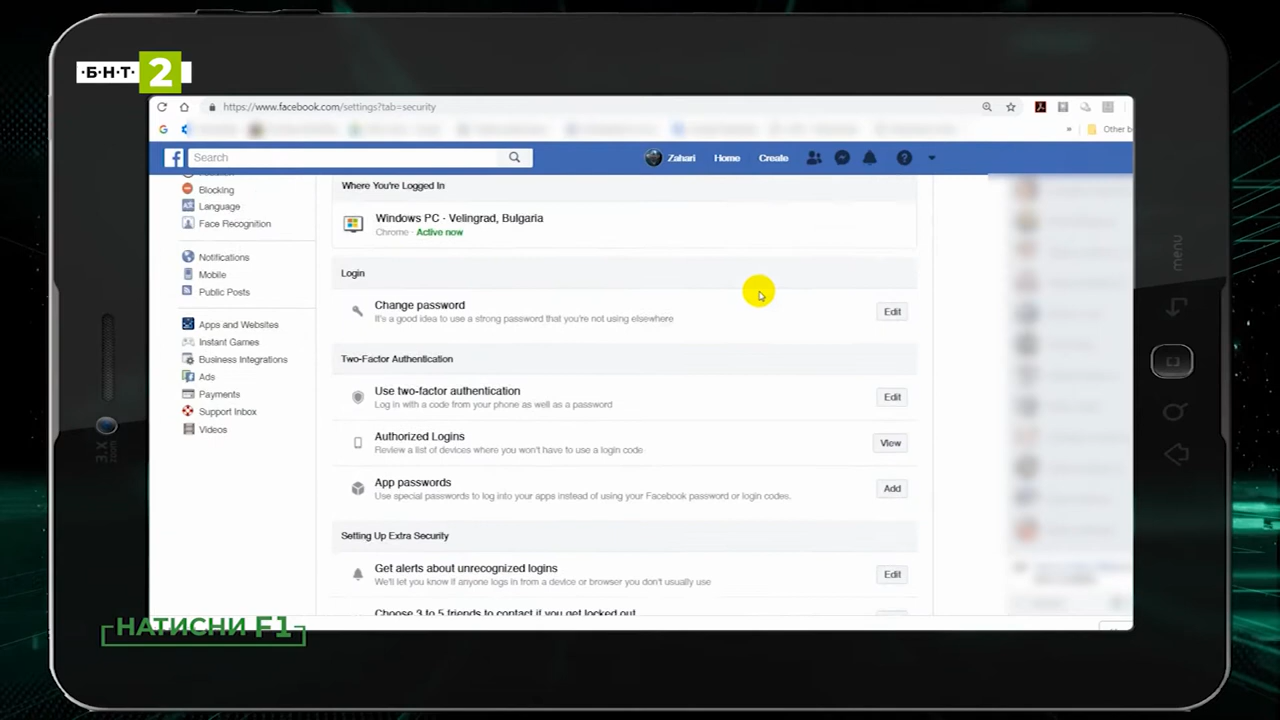 ·Б·Н·Т· 2
https://www.facebook.com/settings?tab=security
Other b
Search
Zahari
Home
Create
Blocking
Language
Face Recognition
Notifications
Mobile
Public Posts
Apps and Websites
Instant Games
Business Integrations
Ads
Payments
Support Inbox
Videos
Where You're Logged In
Windows PC · Velingrad, Bulgaria
Chrome · Active now
Login
Change password
Edit
It's a good idea to use a strong password that you're not using elsewhere
Two-Factor Authentication
Use two-factor authentication
Edit
Log in with a code from your phone as well as a password
Authorized Logins
View
Review a list of devices where you won't have to use a login code
App passwords
Add
Use special passwords to log into your apps instead of using your Facebook password or login codes.
Setting Up Extra Security
Get alerts about unrecognized logins
Edit
We'll let you know if anyone logs in from a device or browser you don't usually use
Choose 3 to 5 friends to contact if you get locked out
menu
3.X
zoom
НАТИСНИ F1